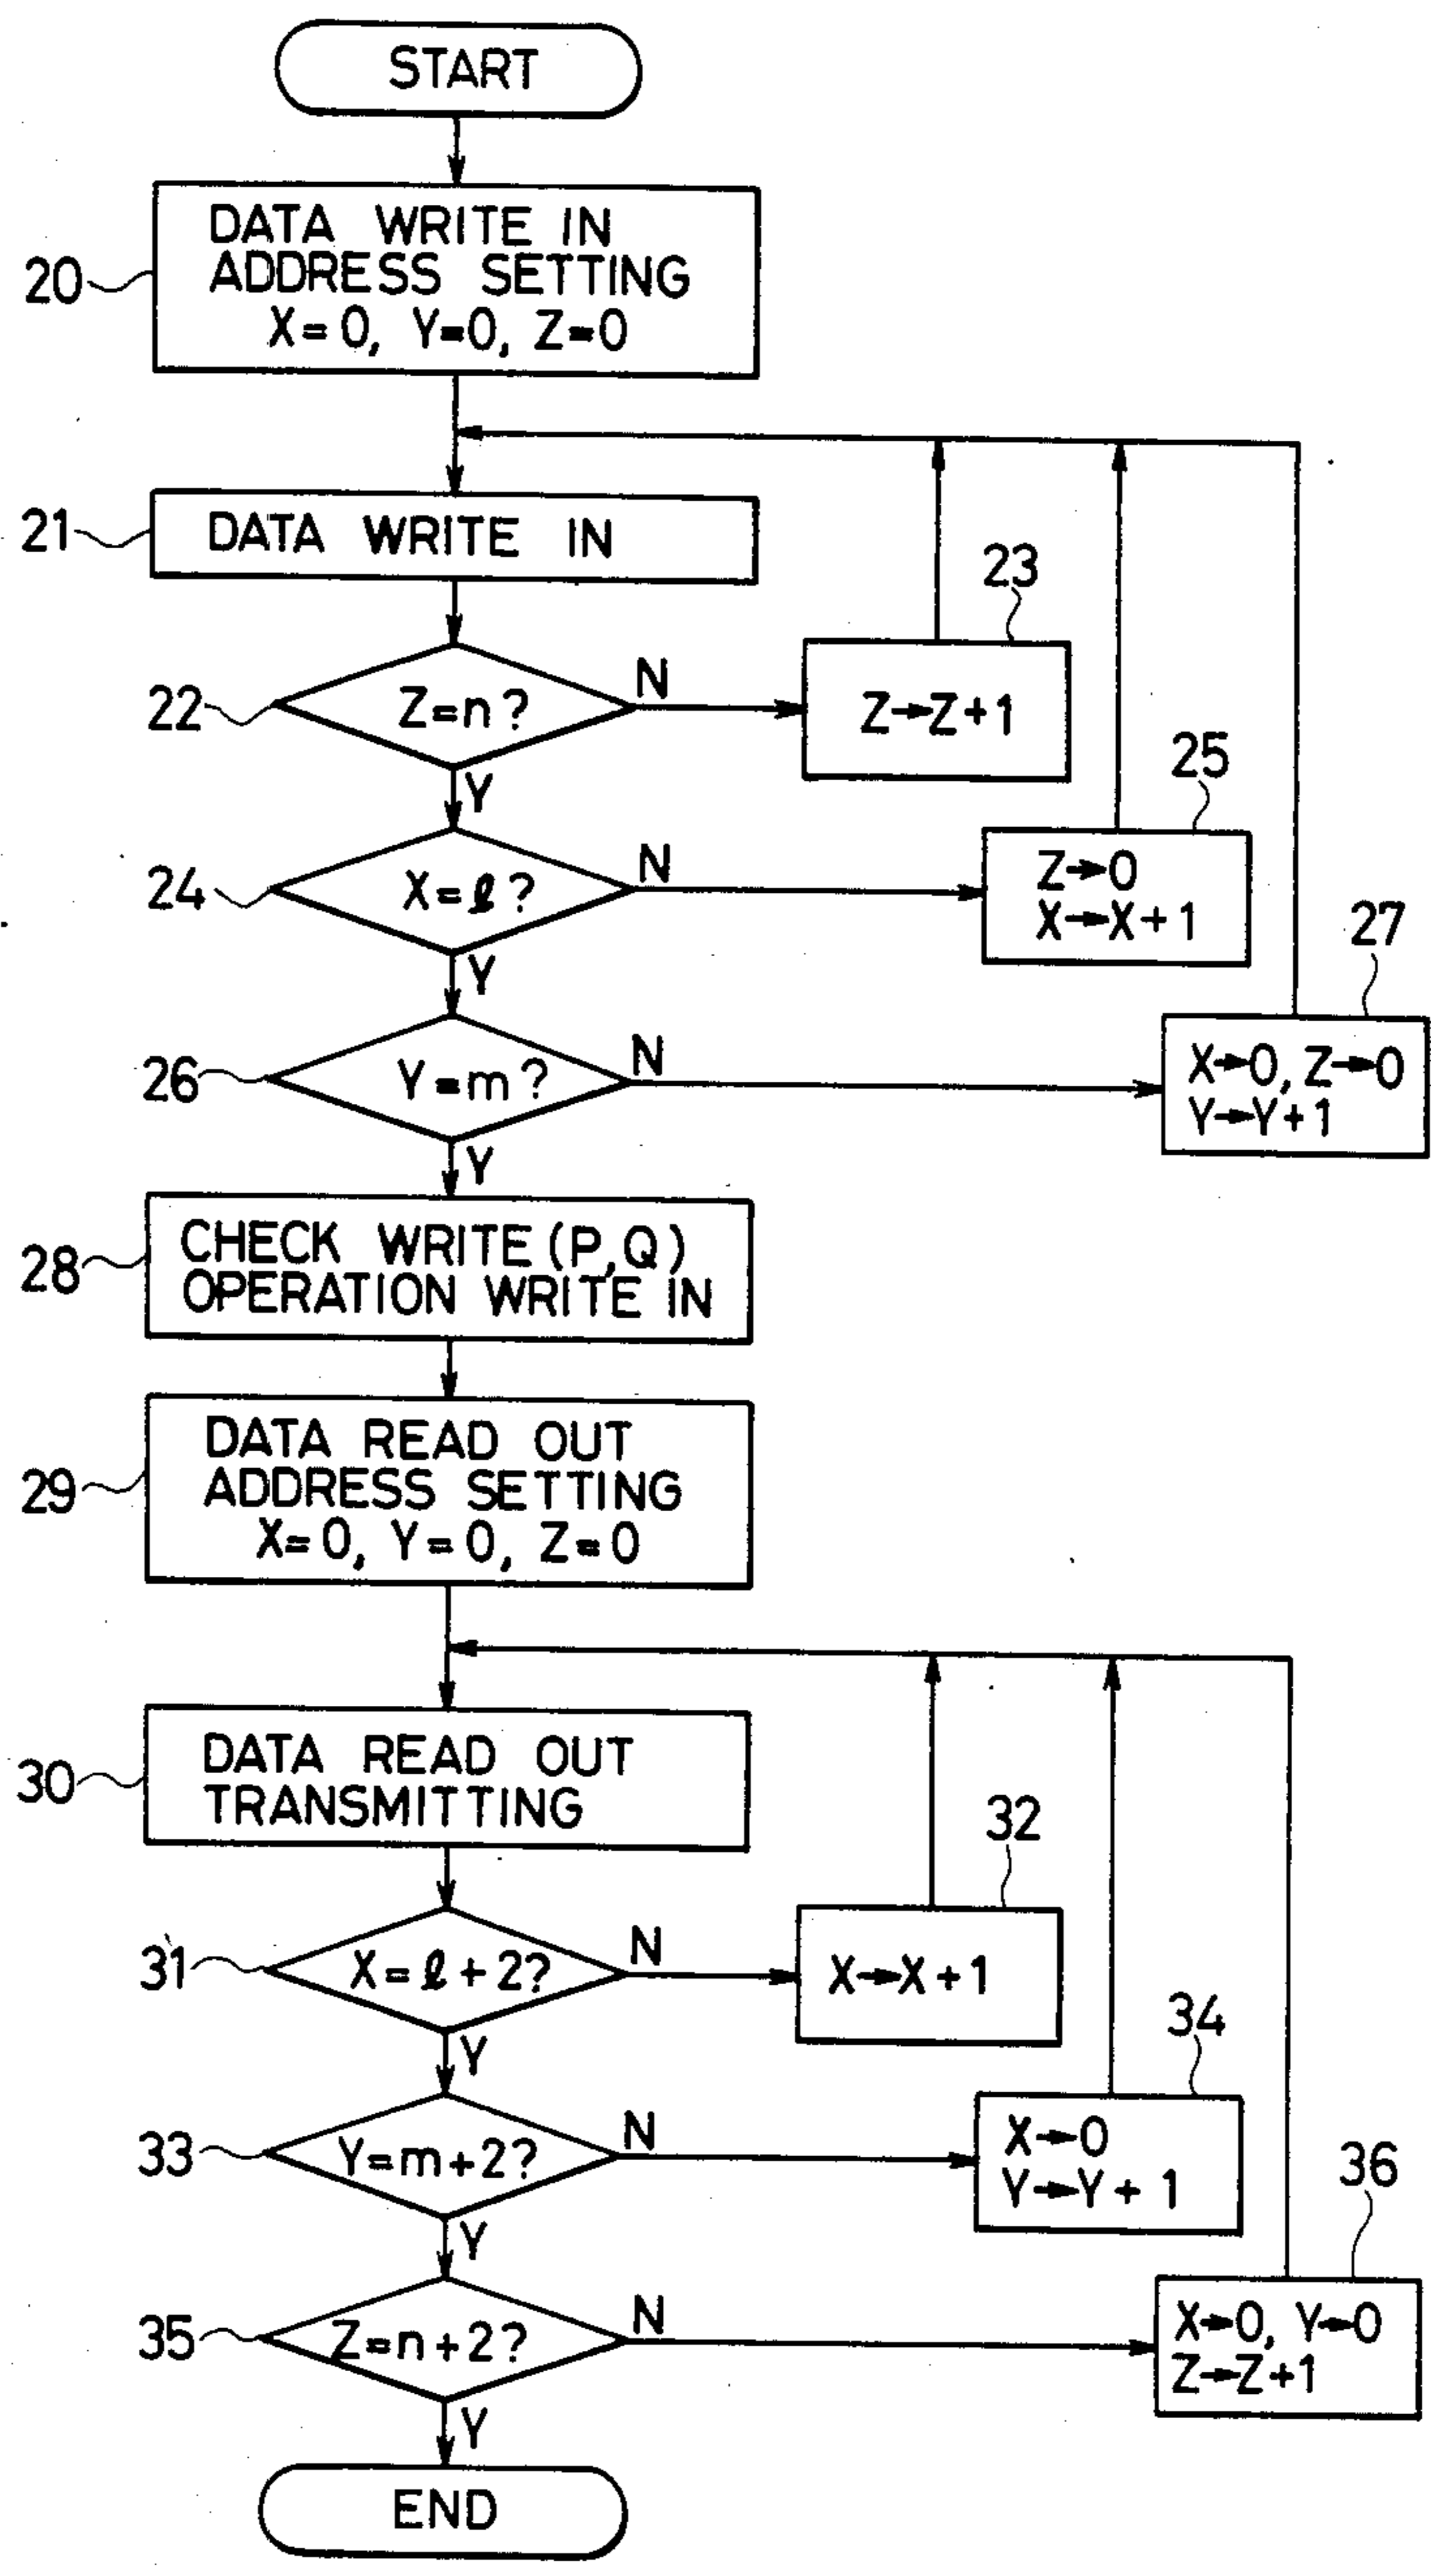 START
DATA WRITE IN
ADDRESS SETTING
X=0, Y=0, Z=0
20
21
DATA WRITE IN
23
22
Z=n?
N
Z→Z+1
Y
25
24
X=ℓ?
N
Z→0
X→X+1
Y
27
26
Y=m?
N
X→0, Z→0
Y→Y+1
Y
28
CHECK WRITE (P,Q)
OPERATION WRITE IN
29
DATA READ OUT
ADDRESS SETTING
X=0, Y=0, Z=0
30
DATA READ OUT
TRANSMITTING
32
31
X=ℓ+2?
N
X→X+1
Y
34
33
Y=m+2?
N
X→0
Y→Y+1
Y
36
35
Z=n+2?
N
X→0, Y→0
Z→Z+1
Y
END